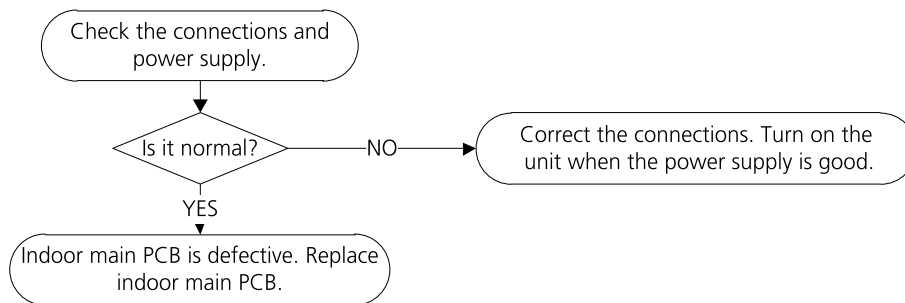 Check the connections and
power supply.
Is it normal?
NO
Correct the connections. Turn on the
unit when the power supply is good.
YES
Indoor main PCB is defective. Replace
indoor main PCB.